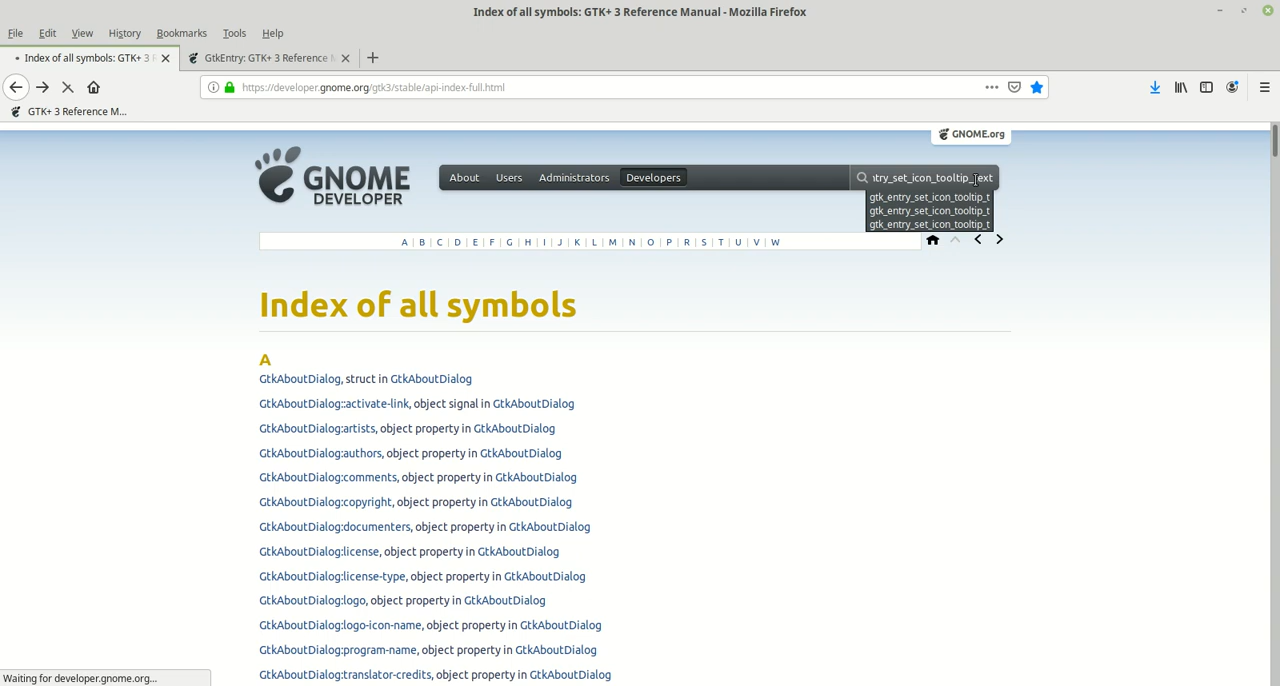 Index of all symbols: GTK+ 3 Reference Manual - Mozilla Firefox
File Edit View History Bookmarks Tools Help
Index of all symbols: GTK+ 3 GtkEntry: GTK+ 3 Reference
https://developer.gnome.org/gtk3/stable/api-index-full.html
GTK+ 3 Reference M...
GNOME.org
GNOME DEVELOPER
About Users Administrators Developers
try_set_icon_tooltip_text
gtk_entry_set_icon_tooltip_t
gtk_entry_set_icon_tooltip_t
gtk_entry_set_icon_tooltip_t
A | B | C | D | E | F | G | H | I | J | K | L | M | N | O | P | R | S | T | U | V | W
Index of all symbols
A
GtkAboutDialog, struct in GtkAboutDialog
GtkAboutDialog::activate-link, object signal in GtkAboutDialog
GtkAboutDialog:artists, object property in GtkAboutDialog
GtkAboutDialog:authors, object property in GtkAboutDialog
GtkAboutDialog:comments, object property in GtkAboutDialog
GtkAboutDialog:copyright, object property in GtkAboutDialog
GtkAboutDialog:documenters, object property in GtkAboutDialog
GtkAboutDialog:license, object property in GtkAboutDialog
GtkAboutDialog:license-type, object property in GtkAboutDialog
GtkAboutDialog:logo, object property in GtkAboutDialog
GtkAboutDialog:logo-icon-name, object property in GtkAboutDialog
GtkAboutDialog:program-name, object property in GtkAboutDialog
GtkAboutDialog:translator-credits, object property in GtkAboutDialog
Waiting for developer.gnome.org...